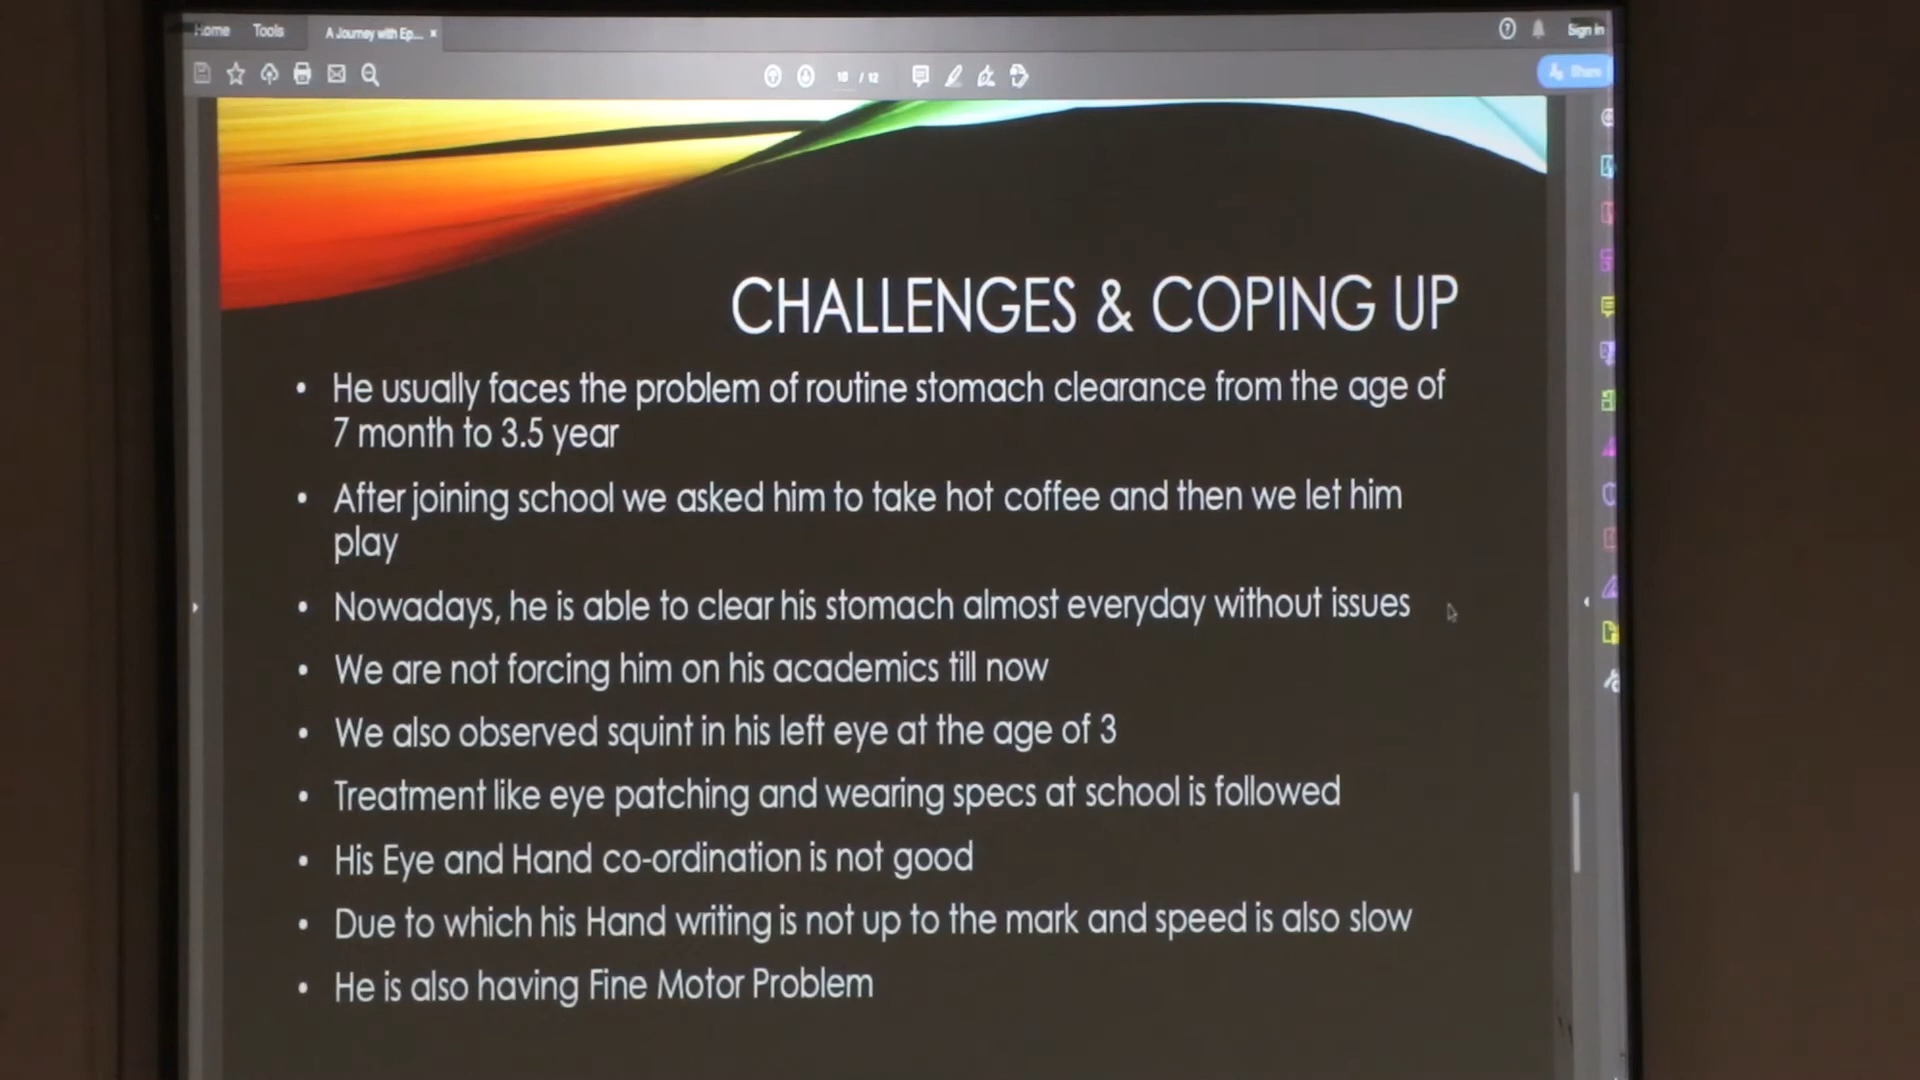 Home Tools A Journey with Ep... × Sign In
10 / 12 Share
CHALLENGES & COPING UP
• He usually faces the problem of routine stomach clearance from the age of
7 month to 3.5 year
• After joining school we asked him to take hot coffee and then we let him
play
• Nowadays, he is able to clear his stomach almost everyday without issues
• We are not forcing him on his academics till now
• We also observed squint in his left eye at the age of 3
• Treatment like eye patching and wearing specs at school is followed
• His Eye and Hand co-ordination is not good
• Due to which his Hand writing is not up to the mark and speed is also slow
• He is also having Fine Motor Problem